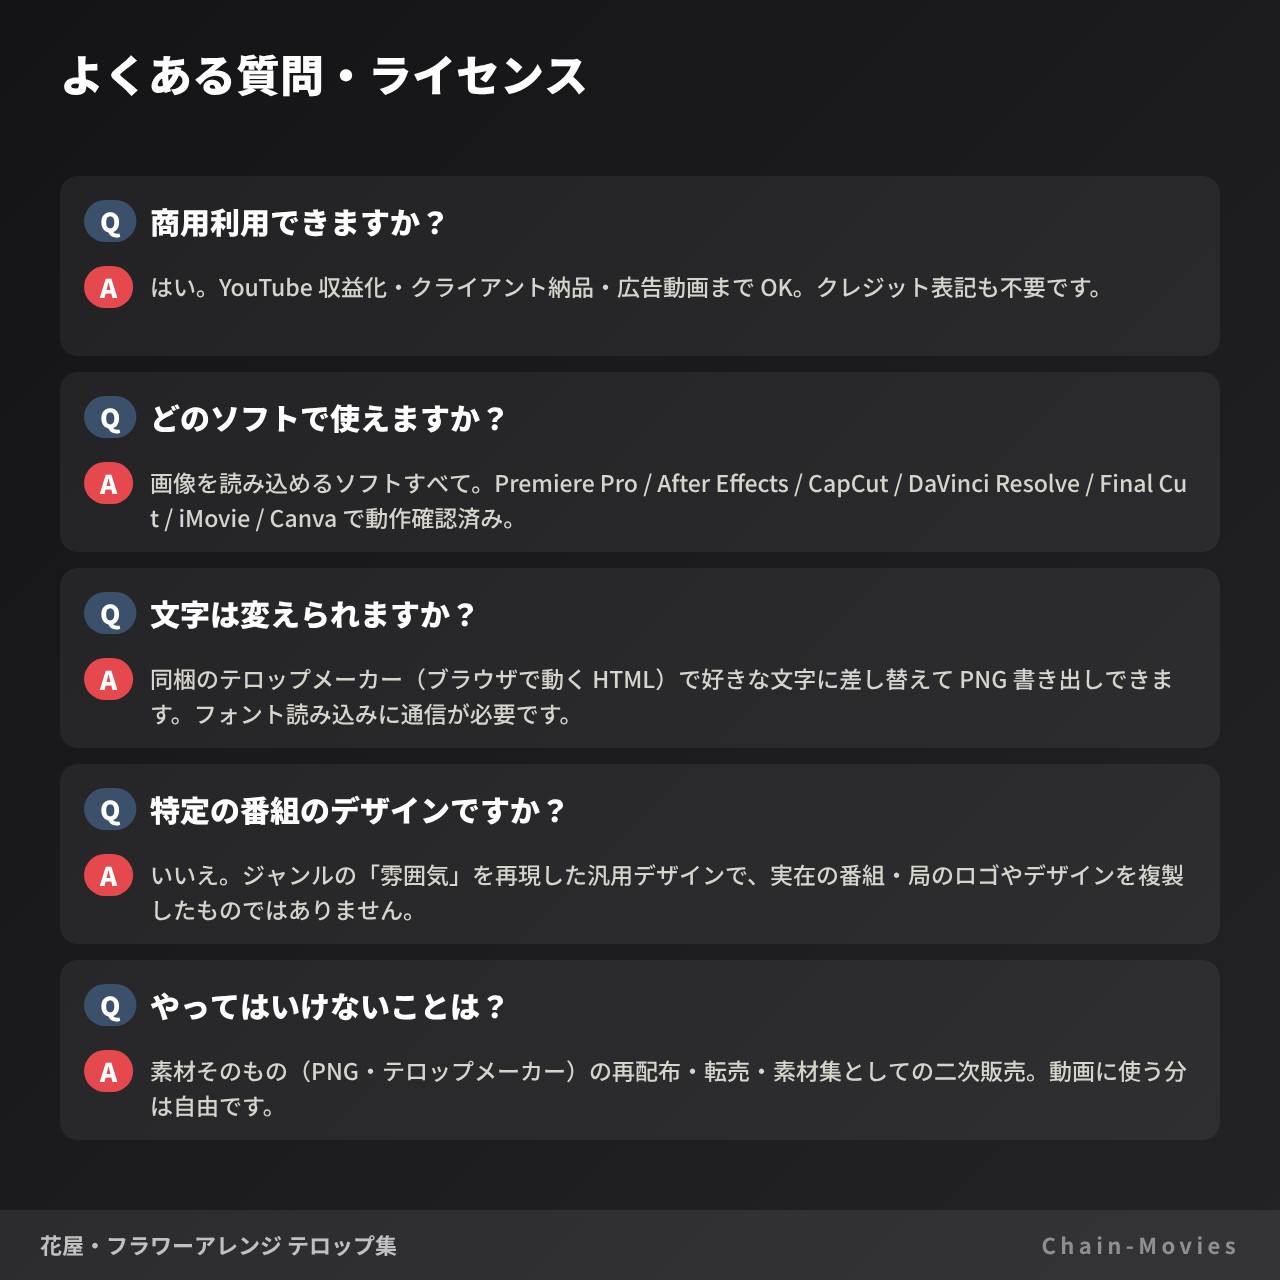 よくある質問・ライセンス
Q 商用利用できますか？
A はい。YouTube 収益化・クライアント納品・広告動画まで OK。クレジット表記も不要です。
Q どのソフトで使えますか？
A 画像を読み込めるソフトすべて。Premiere Pro / After Effects / CapCut / DaVinci Resolve / Final Cu
t / iMovie / Canva で動作確認済み。
Q 文字は変えられますか？
A 同梱のテロップメーカー（ブラウザで動く HTML）で好きな文字に差し替えて PNG 書き出しできま
す。フォント読み込みに通信が必要です。
Q 特定の番組のデザインですか？
A いいえ。ジャンルの「雰囲気」を再現した汎用デザインで、実在の番組・局のロゴやデザインを複製
したものではありません。
Q やってはいけないことは？
A 素材そのもの（PNG・テロップメーカー）の再配布・転売・素材集としての二次販売。動画に使う分
は自由です。
花屋・フラワーアレンジ テロップ集
Chain-Movies